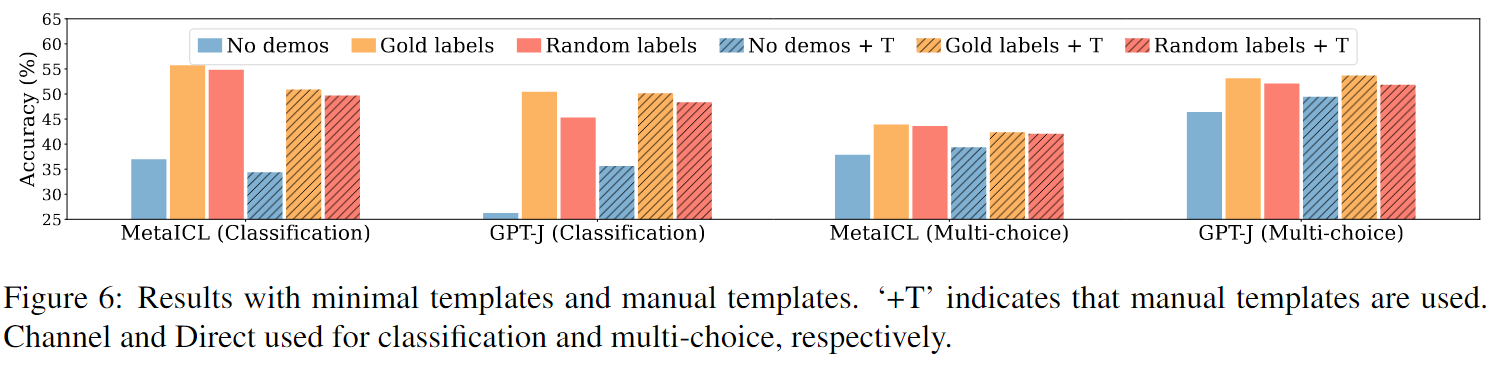 65
60
55
50
45
40
35
30
25
Accuracy (%)
No demos Gold labels Random labels No demos + T Gold labels + T Random labels + T
MetaICL (Classification) GPT-J (Classification) MetaICL (Multi-choice) GPT-J (Multi-choice)
Figure 6: Results with minimal templates and manual templates. ‘+T’ indicates that manual templates are used.
Channel and Direct used for classification and multi-choice, respectively.